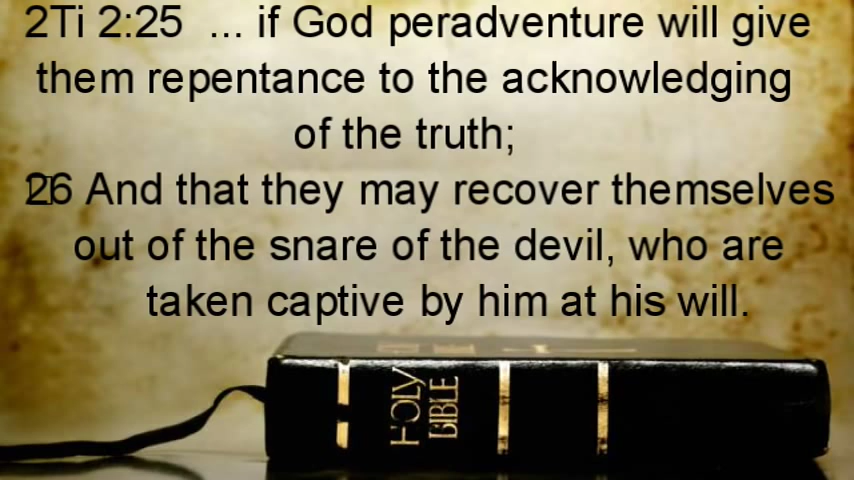 2Ti 2:25 ... if God peradventure will give
them repentance to the acknowledging
of the truth;
26 And that they may recover themselves
out of the snare of the devil, who are
taken captive by him at his will.
HOLY
BIBLE